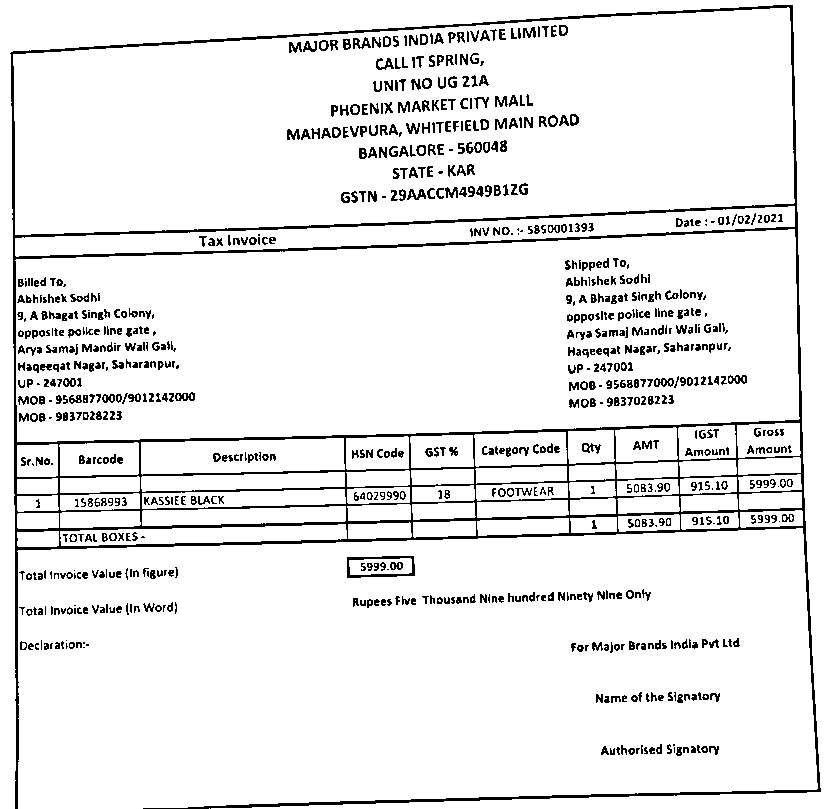 MAJOR BRANDS INDIA PRIVATE LIMITED
CALL IT SPRING,
UNIT NO UG 21A
PHOENIX MARKET CITY MALL
MAHADEVPURA, WHITEFIELD MAIN ROAD
BANGALORE - 560048
STATE - KAR
GSTN - 29AACCM4949B1ZG
Tax Invoice INV NO. :- 5850001393 Date : - 01/02/2021
Billed To,
Abhishek Sodhi
9, A Bhagat Singh Colony,
opposite police line gate ,
Arya Samaj Mandir Wali Gali,
Haqeeqat Nagar, Saharanpur,
UP - 247001
MOB - 9568877000/9012142000
MOB - 9837028223
Shipped To,
Abhishek Sodhi
9, A Bhagat Singh Colony,
opposite police line gate ,
Arya Samaj Mandir Wali Gali,
Haqeeqat Nagar, Saharanpur,
UP - 247001
MOB - 9568877000/9012142000
MOB - 9837028223
Sr.No. Barcode Description HSN Code GST % Category Code Qty AMT IGST Amount Gross Amount
1 15868993 KASSIEE BLACK 64029990 18 FOOTWEAR 1 5083.90 915.10 5999.00
TOTAL BOXES - 1 5083.90 915.10 5999.00
Total Invoice Value (In figure) 5999.00
Total Invoice Value (In Word) Rupees Five Thousand Nine hundred Ninety Nine Only
Declaration:-
For Major Brands India Pvt Ltd
Name of the Signatory
Authorised Signatory